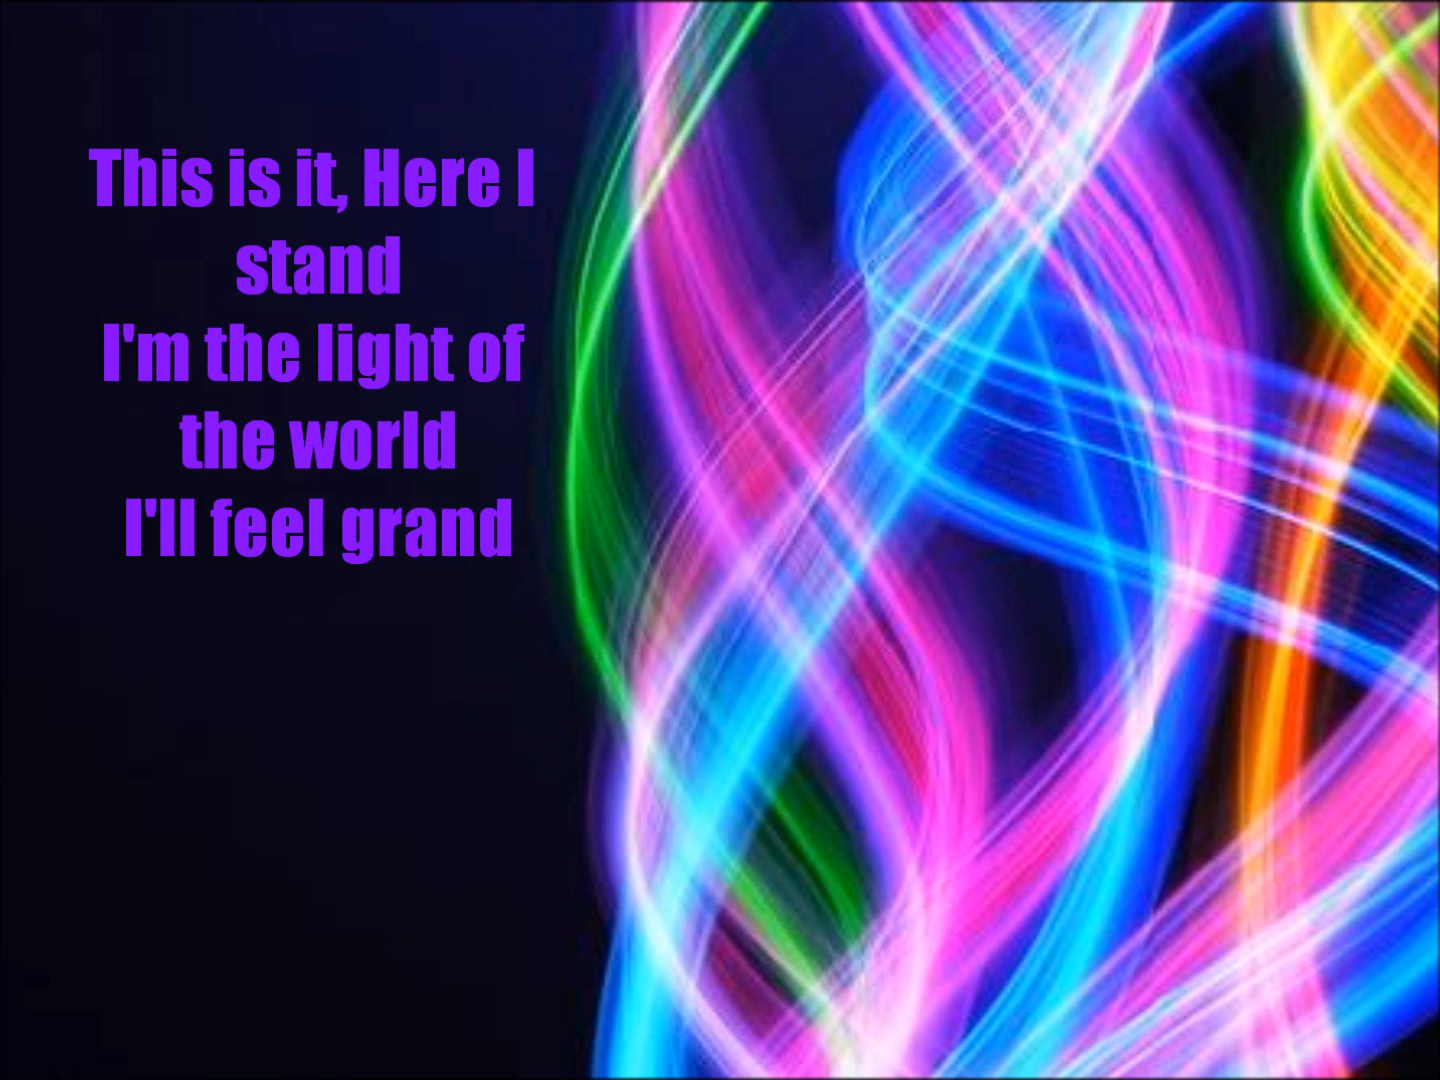 This is it, Here I
stand
I'm the light of
the world
I'll feel grand